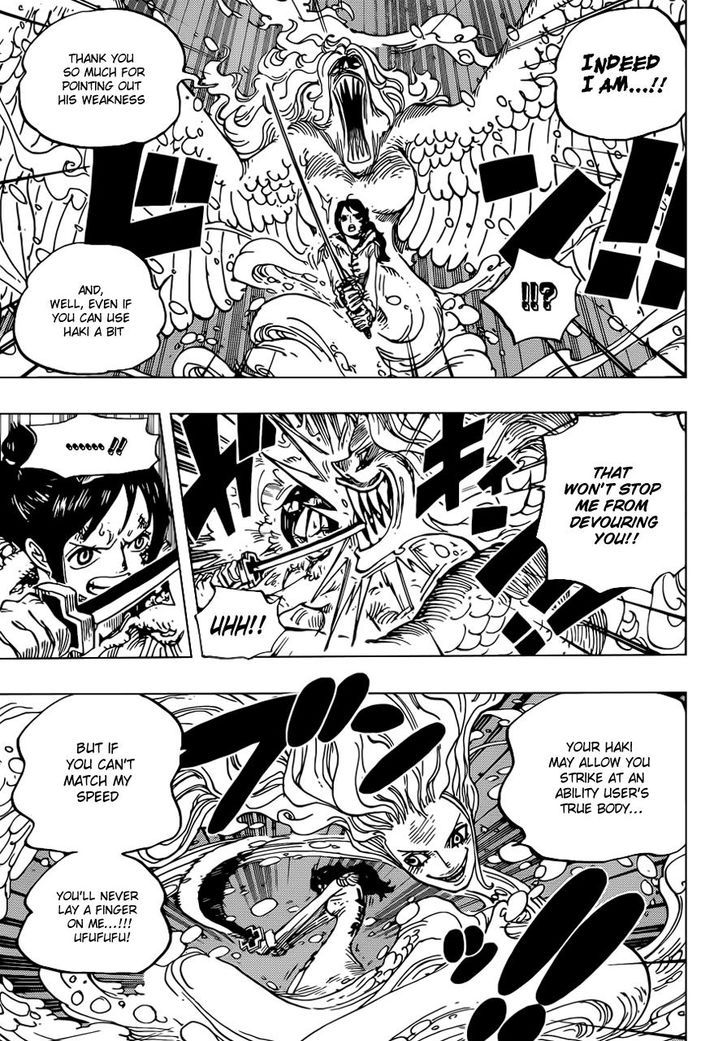 INDEED
I AM...!!
THANK YOU
SO MUCH FOR
POINTING OUT
HIS WEAKNESS
ドン!!
!!?
AND,
WELL, EVEN IF
YOU CAN USE
HAKI A BIT
THAT
WON'T STOP
ME FROM
DEVOURING
YOU!!
UHH!!
.......!!
YOUR HAKI
MAY ALLOW YOU
STRIKE AT AN
ABILITY USER'S
TRUE BODY...
BUT IF
YOU CAN'T
MATCH MY
SPEED
YOU'LL NEVER
LAY A FINGER
ON ME...!!!
UFUFUFU!